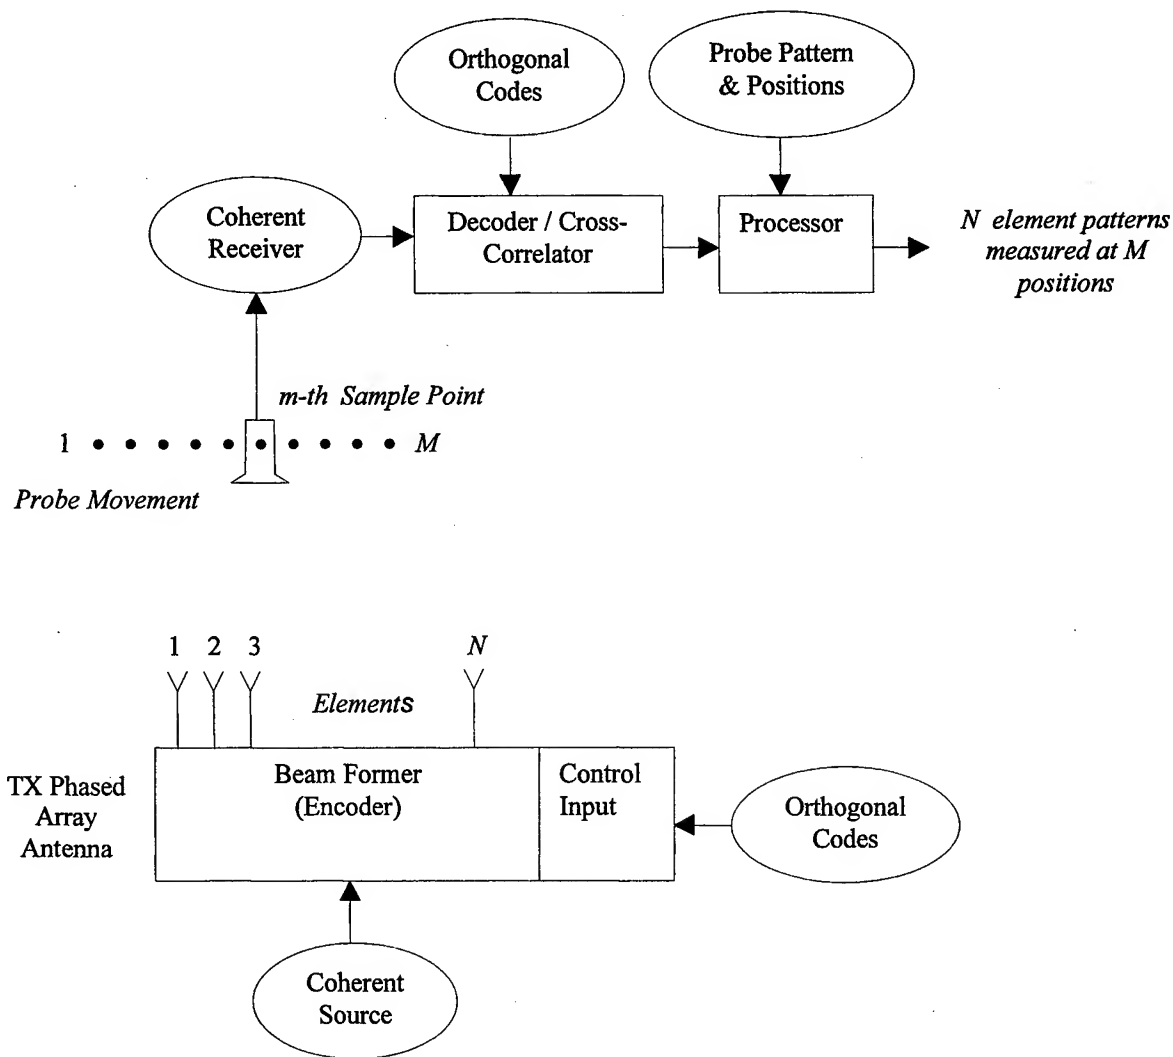 Orthogonal
Codes
Probe Pattern
& Positions
Coherent
Receiver
Decoder / Cross-
Correlator
Processor
N element patterns
measured at M
positions
m-th Sample Point
1
M
Probe Movement
1
2
3
N
Elements
TX Phased
Array
Antenna
Beam Former
(Encoder)
Control
Input
Orthogonal
Codes
Coherent
Source